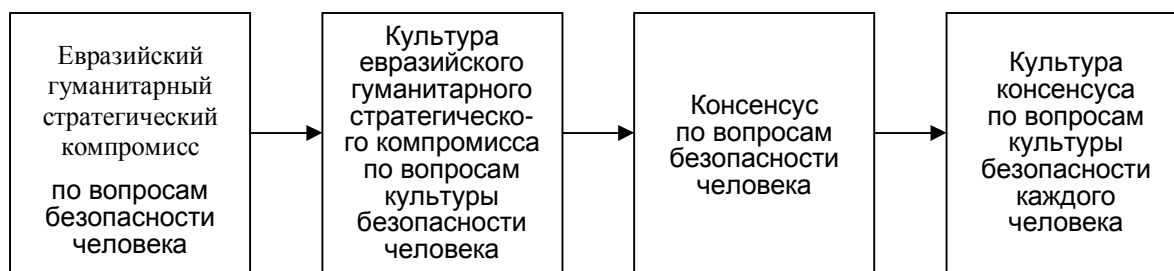 Евразийский
гуманитарный
стратегический
компромисс
по вопросам
безопасности
человека
Культура
евразийского
гуманитарного
стратегическо-
го компромисса
по вопросам
культуры
безопасности
человека
Консенсус
по вопросам
безопасности
человека
Культура
консенсуса
по вопросам
культуры
безопасности
каждого
человека